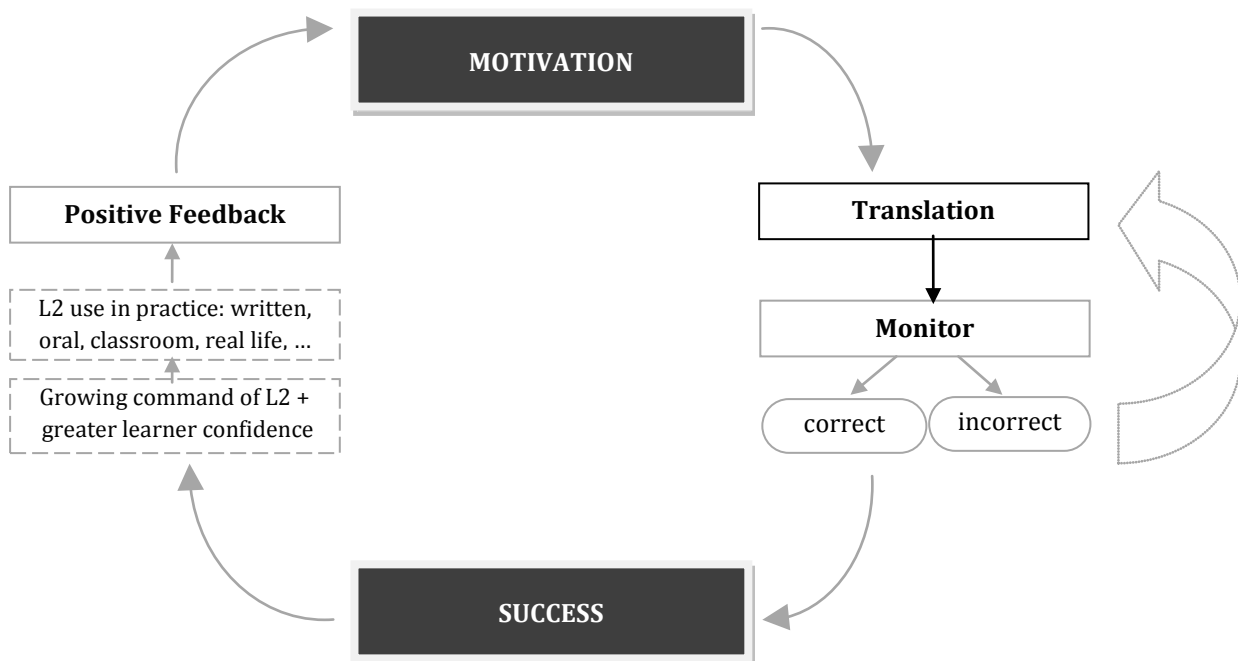 MOTIVATION
Positive Feedback
L2 use in practice: written,
oral, classroom, real life, …
Growing command of L2 +
greater learner confidence
Translation
Monitor
correct
incorrect
SUCCESS